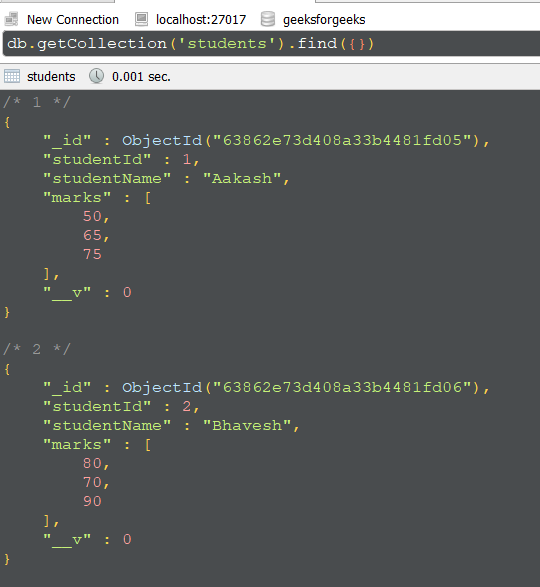 New Connection localhost:27017 geeksforgeeks
db.getCollection('students').find({})
students 0.001 sec.
/* 1 */
{
    "_id" : ObjectId("63862e73d408a33b4481fd05"),
    "studentId" : 1,
    "studentName" : "Aakash",
    "marks" : [
        50,
        65,
        75
    ],
    "__v" : 0
}
/* 2 */
{
    "_id" : ObjectId("63862e73d408a33b4481fd06"),
    "studentId" : 2,
    "studentName" : "Bhavesh",
    "marks" : [
        80,
        70,
        90
    ],
    "__v" : 0
}